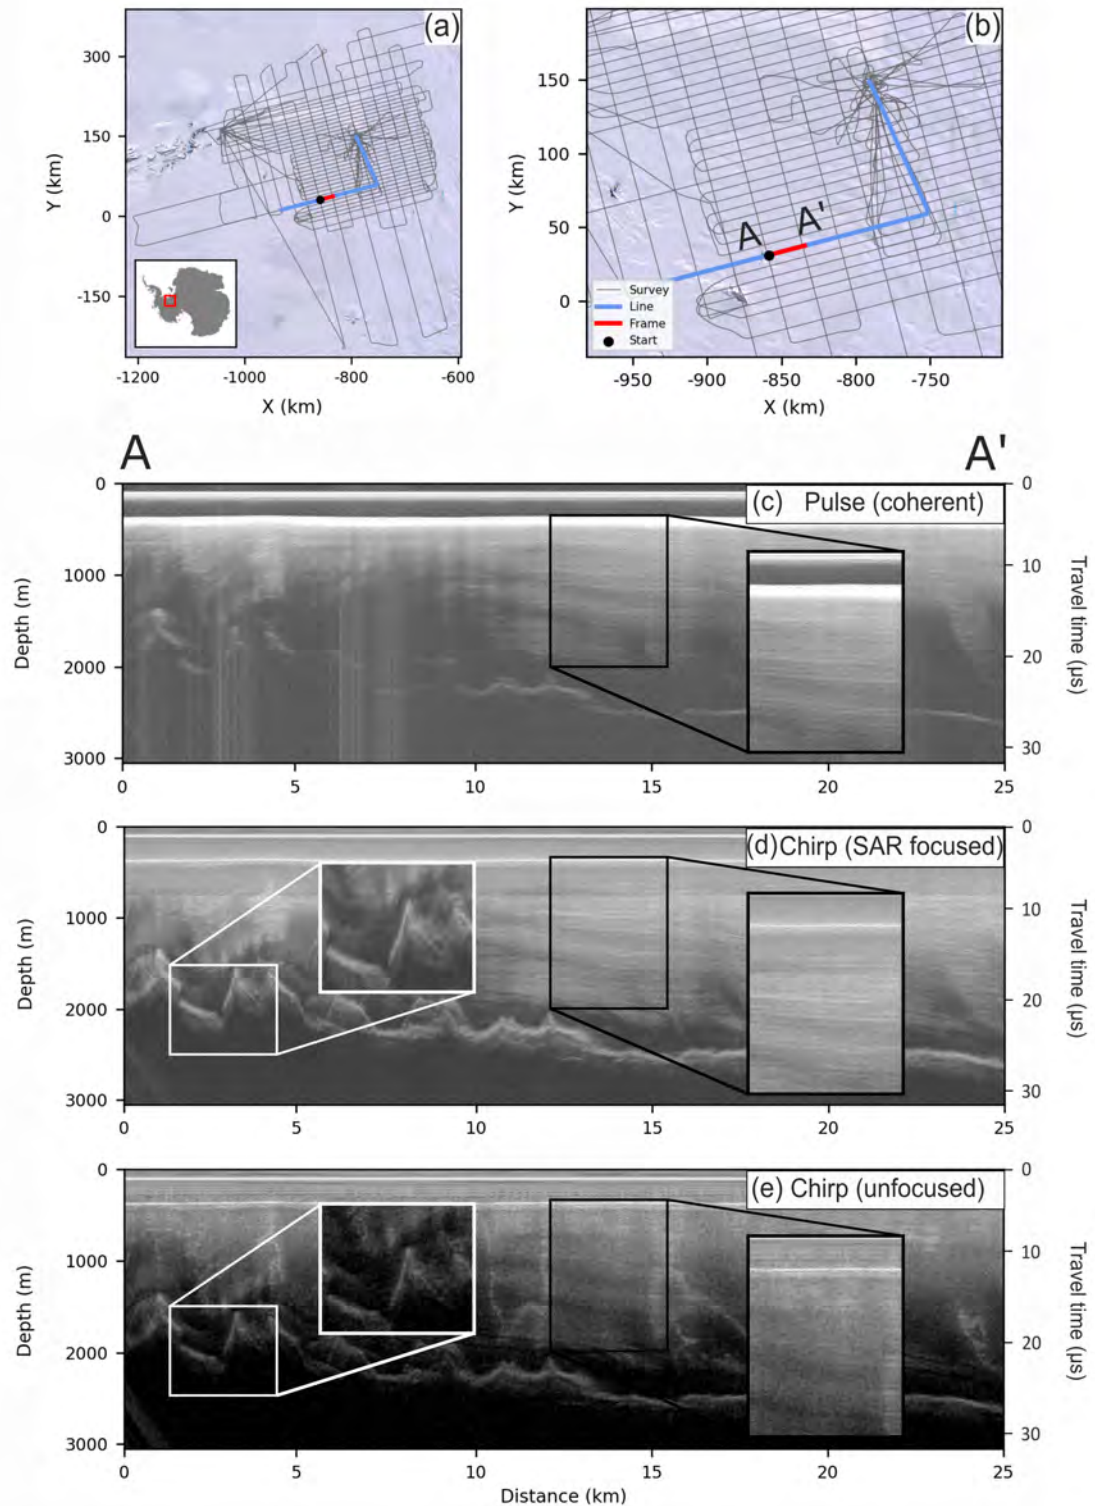 (a)
300
150
0
-150
Y (km)
-1200
-1000
-800
-600
X (km)
(b)
150
100
50
0
Y (km)
A
A'
Survey
Line
Frame
Start
-950
-900
-850
-800
-750
X (km)
A
A'
(c) Pulse (coherent)
0
1000
2000
3000
Depth (m)
0
10
20
30
Travel time (μs)
0
5
10
15
20
25
(d) Chirp (SAR focused)
0
1000
2000
3000
Depth (m)
0
10
20
30
Travel time (μs)
0
5
10
15
20
25
(e) Chirp (unfocused)
0
1000
2000
3000
Depth (m)
0
10
20
30
Travel time (μs)
0
5
10
15
20
25
Distance (km)